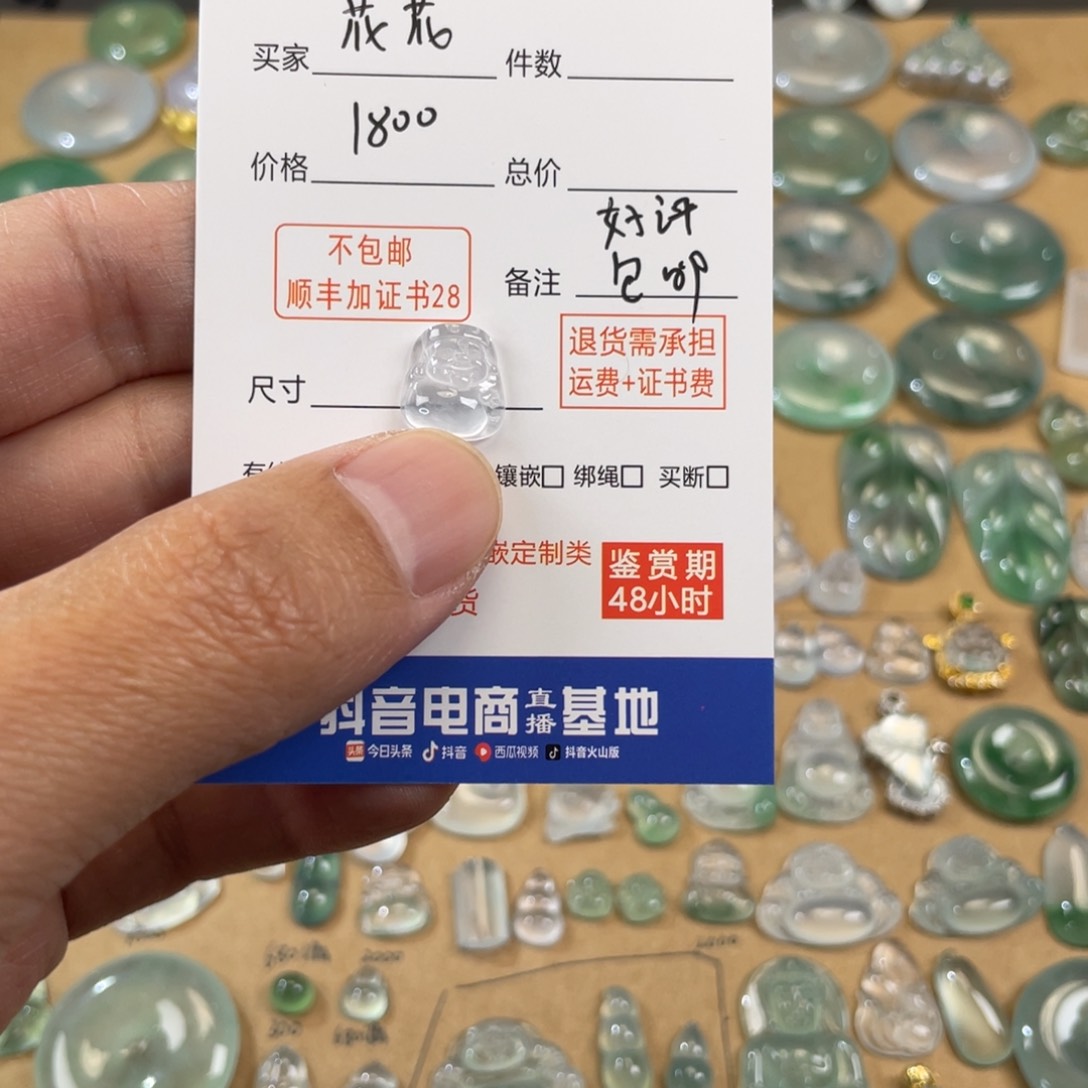 买家 花花 件数
价格 1800 总价
不包邮
顺丰加证书28
备注 好评
包邮
退货需承担
运费+证书费
尺寸
镶嵌□ 绑绳□ 买断□
嵌定制类
货
鉴赏期
48小时
抖音电商直播基地
头条 今日头条 抖音 西瓜视频 抖音火山版